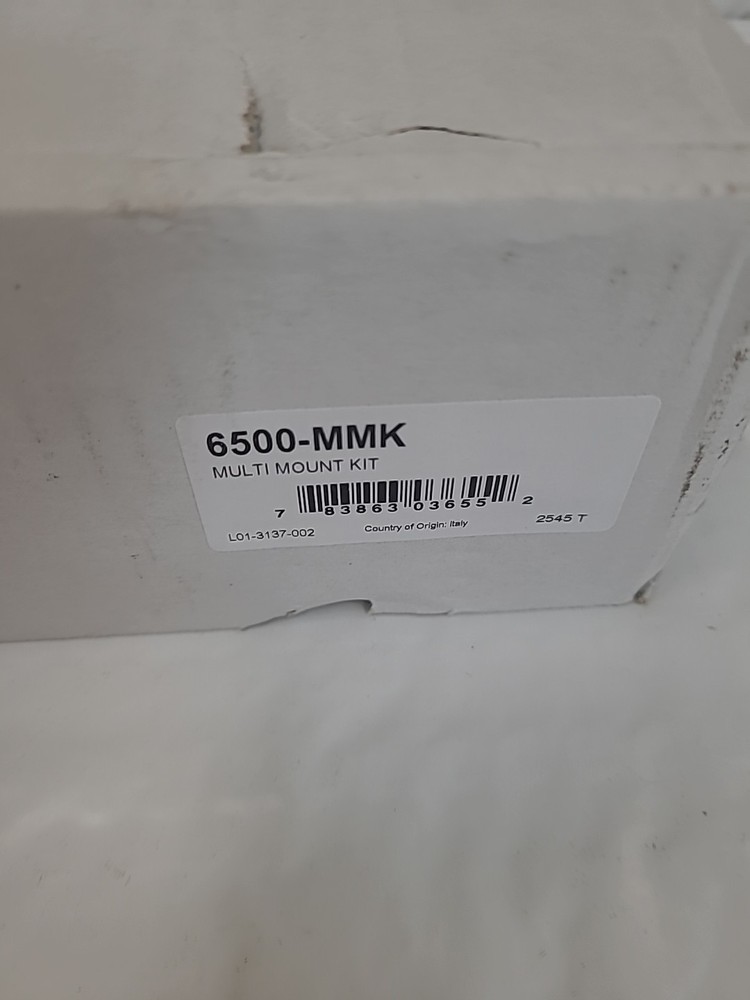 6500-MMK
MULTI MOUNT KIT
7 83863 03655 2
L01-3137-002 Country of Origin: Italy 2545 T